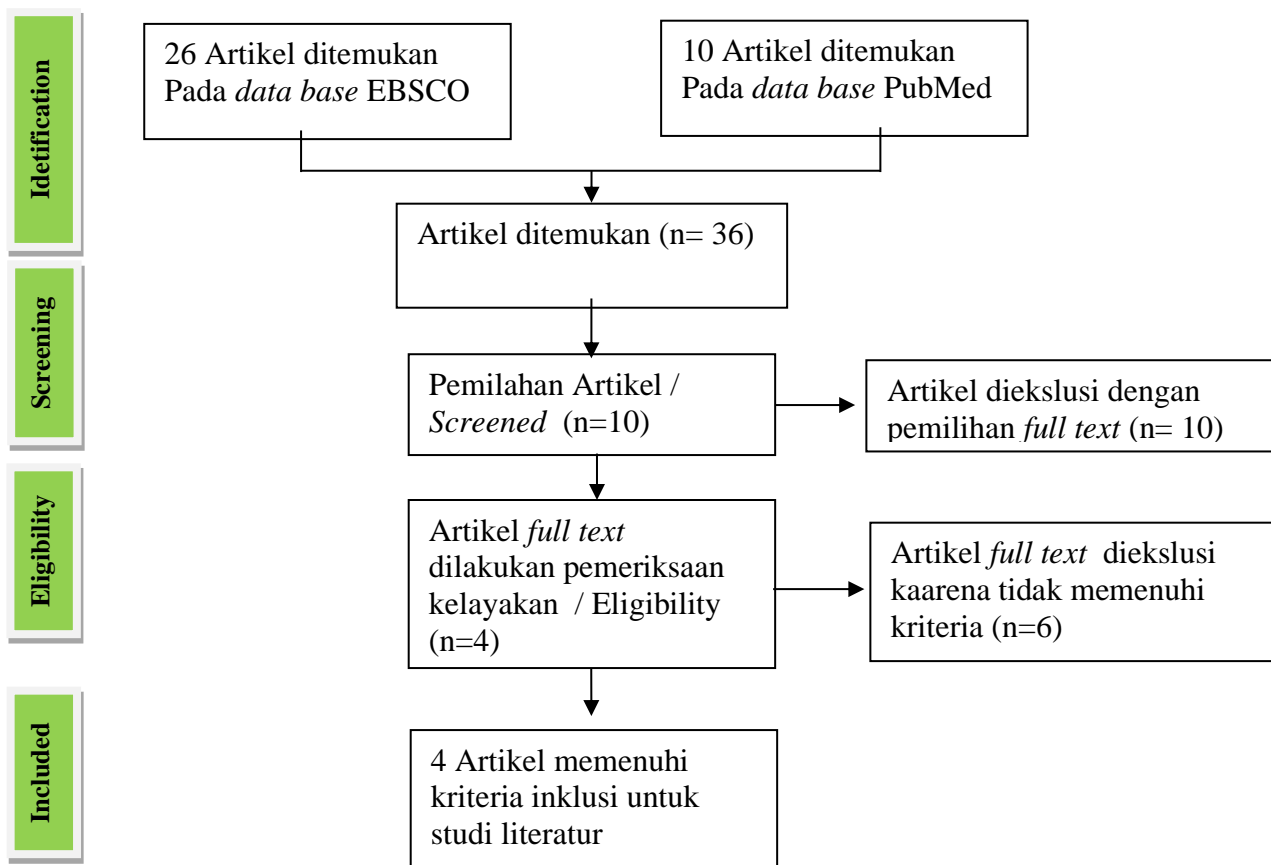 Idetification
26 Artikel ditemukan
Pada data base EBSCO
10 Artikel ditemukan
Pada data base PubMed
Artikel ditemukan (n= 36)
Screening
Pemilahan Artikel /
Screened (n=10)
Artikel diekslusi dengan
pemilihan full text (n= 10)
Eligibility
Artikel full text
dilakukan pemeriksaan
kelayakan / Eligibility
(n=4)
Artikel full text diekslusi
kaarena tidak memenuhi
kriteria (n=6)
Included
4 Artikel memenuhi
kriteria inklusi untuk
studi literatur